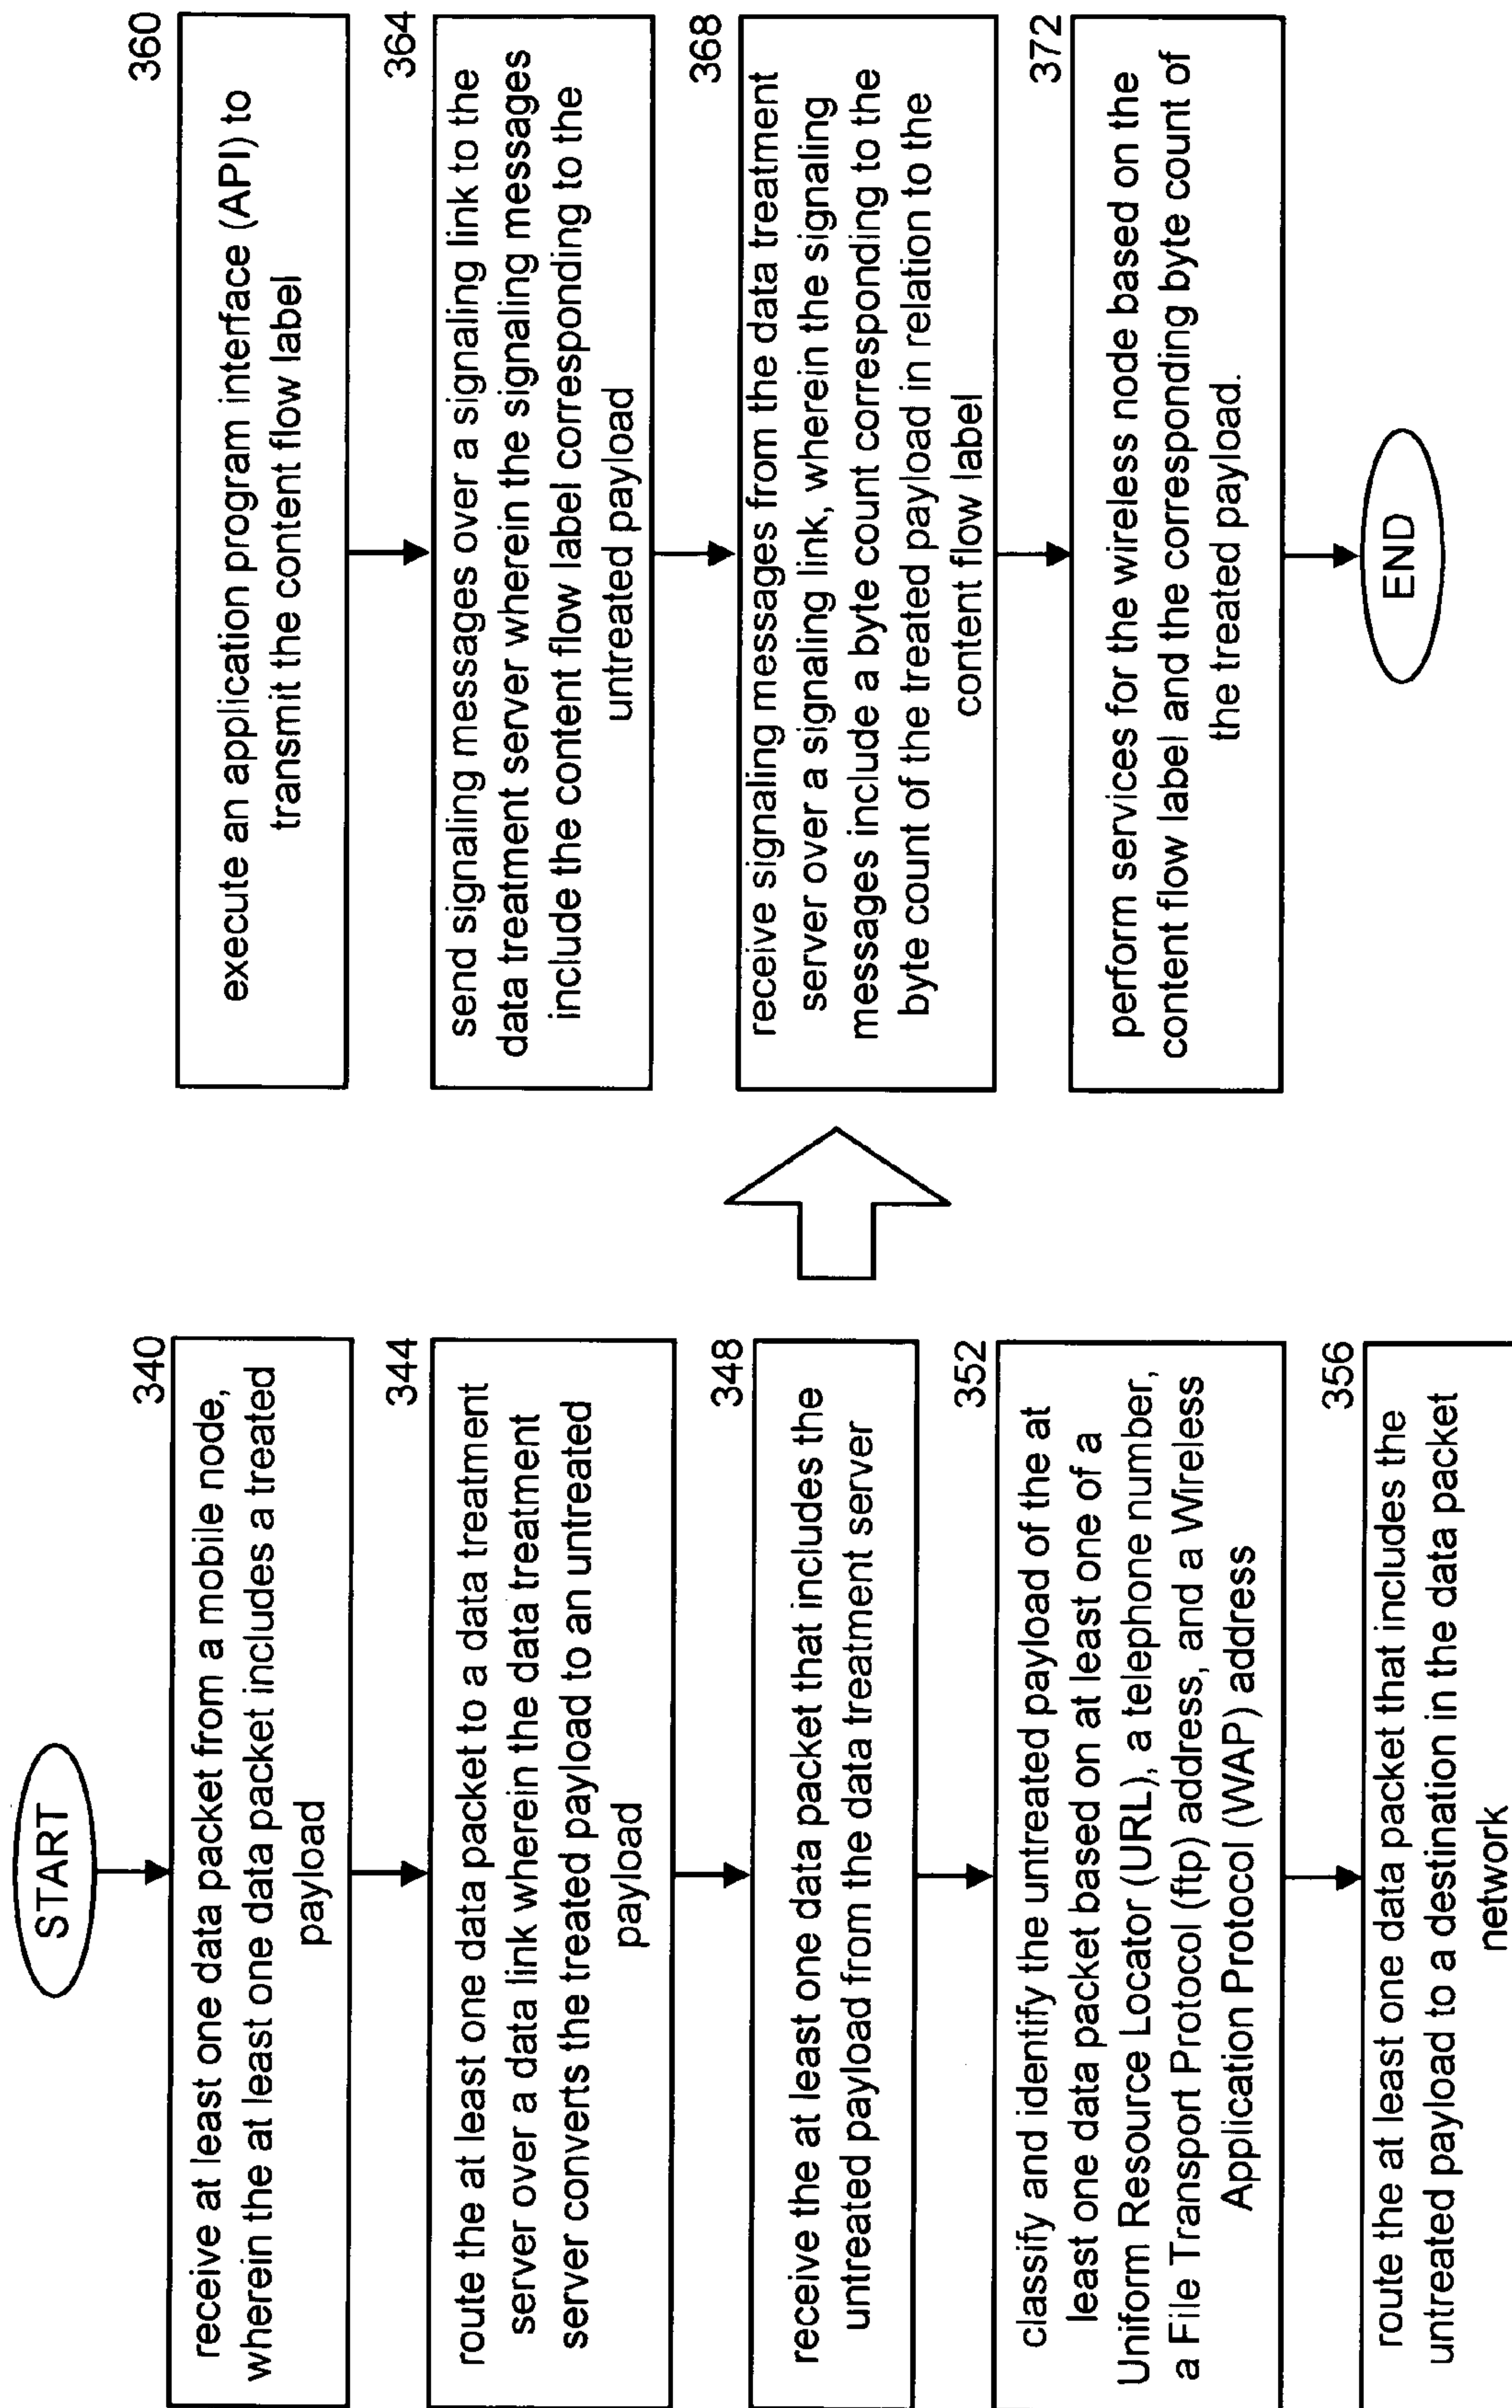 START
340
receive at least one data packet from a mobile node,
wherein the at least one data packet includes a treated
payload
344
route the at least one data packet to a data treatment
server over a data link wherein the data treatment
server converts the treated payload to an untreated
payload
348
receive the at least one data packet that includes the
untreated payload from the data treatment server
352
classify and identify the untreated payload of the at
least one data packet based on at least one of a
Uniform Resource Locator (URL), a telephone number,
a File Transport Protocol (ftp) address, and a Wireless
Application Protocol (WAP) address
356
route the at least one data packet that includes the
untreated payload to a destination in the data packet
network
360
execute an application program interface (API) to
transmit the content flow label
364
send signaling messages over a signaling link to the
data treatment server wherein the signaling messages
include the content flow label corresponding to the
untreated payload
368
receive signaling messages from the data treatment
server over a signaling link, wherein the signaling
messages include a byte count corresponding to the
byte count of the treated payload in relation to the
content flow label
372
perform services for the wireless node based on the
content flow label and the corresponding byte count of
the treated payload.
END